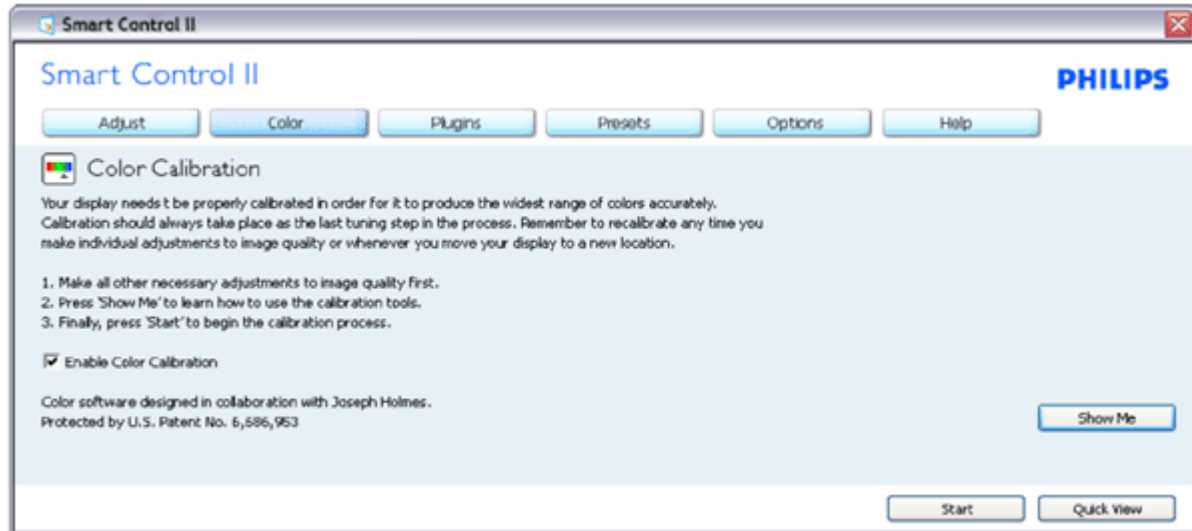 Smart Control II
Smart Control II
PHILIPS
Adjust
Color
Plugins
Presets
Options
Help
Color Calibration
Your display needs t be properly calibrated in order for it to produce the widest range of colors accurately.
Calibration should always take place as the last tuning step in the process. Remember to recalibrate any time you
make individual adjustments to image quality or whenever you move your display to a new location.
1. Make all other necessary adjustments to image quality first.
2. Press 'Show Me' to learn how to use the calibration tools.
3. Finally, press 'Start' to begin the calibration process.
Enable Color Calibration
Color software designed in collaboration with Joseph Holmes.
Protected by U.S. Patent No. 6,686,953
Show Me
Start
Quick View